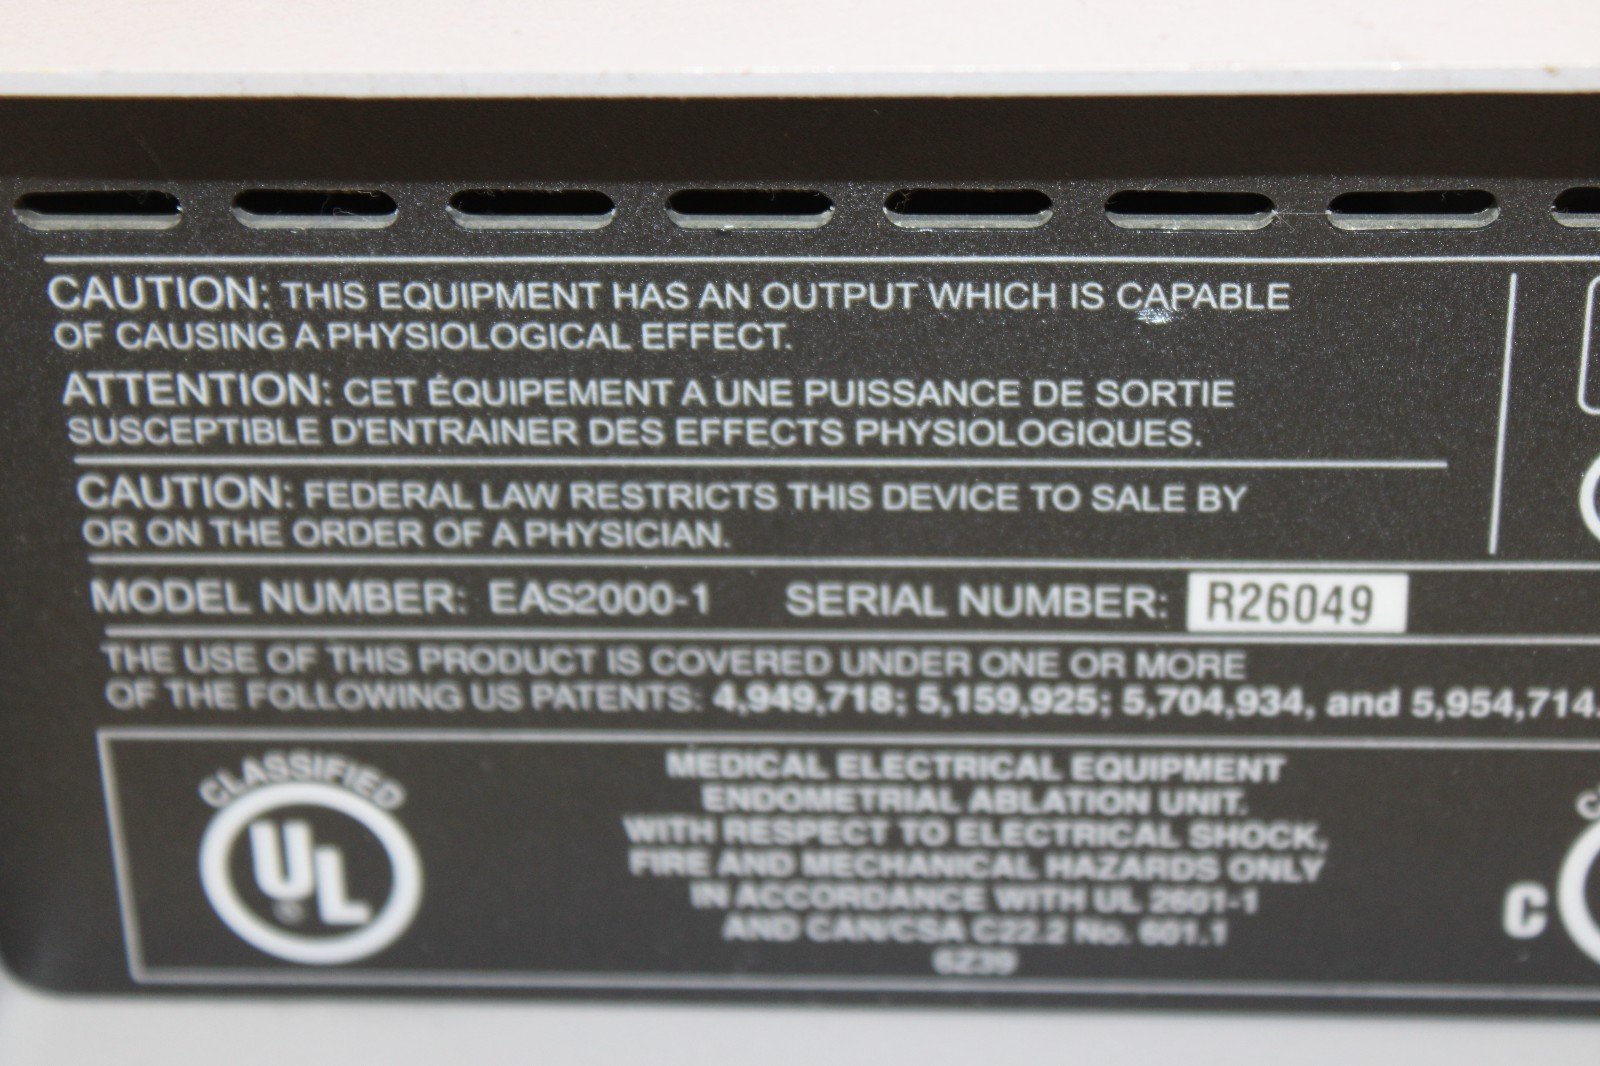 CAUTION: THIS EQUIPMENT HAS AN OUTPUT WHICH IS CAPABLE
OF CAUSING A PHYSIOLOGICAL EFFECT.
ATTENTION: CET ÉQUIPEMENT A UNE PUISSANCE DE SORTIE
SUSCEPTIBLE D'ENTRAINER DES EFFECTS PHYSIOLOGIQUES.
CAUTION: FEDERAL LAW RESTRICTS THIS DEVICE TO SALE BY
OR ON THE ORDER OF A PHYSICIAN.
MODEL NUMBER: EAS2000-1 SERIAL NUMBER: R26049
THE USE OF THIS PRODUCT IS COVERED UNDER ONE OR MORE
OF THE FOLLOWING US PATENTS: 4,949,718; 5,159,925; 5,704,934, and 5,954,714.
CLASSIFIED
UL
®
MEDICAL ELECTRICAL EQUIPMENT
ENDOMETRIAL ABLATION UNIT.
WITH RESPECT TO ELECTRICAL SHOCK,
FIRE AND MECHANICAL HAZARDS ONLY
IN ACCORDANCE WITH UL 2601-1
AND CAN/CSA C22.2 No. 601.1
6Z39
C